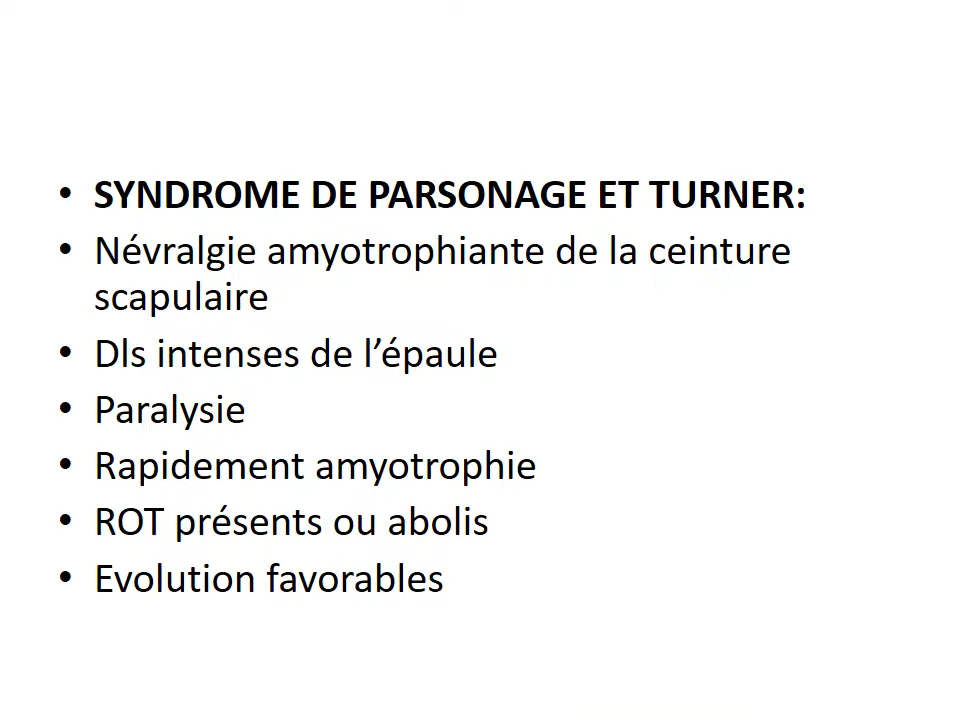 • SYNDROME DE PARSONAGE ET TURNER:
• Névralgie amyotrophiante de la ceinture
scapulaire
• Dls intenses de l’épaule
• Paralysie
• Rapidement amyotrophie
• ROT présents ou abolis
• Evolution favorables